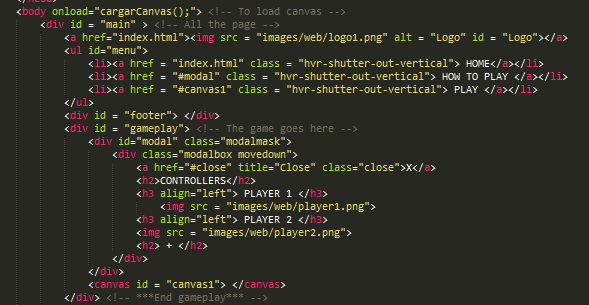 </head>
<body onload="cargarCanvas();"> <!-- To load canvas -->
<div id = "main" > <!-- All the page -->
<a href="index.html"><img src = "images/web/logo1.png" alt = "Logo" id = "Logo"></a>
<ul id="menu">
<li><a href = "index.html" class = "hvr-shutter-out-vertical"> HOME</a></li>
<li><a href = "#modal" class = "hvr-shutter-out-vertical"> HOW TO PLAY </a></li>
<li><a href = "#canvas1" class = "hvr-shutter-out-vertical"> PLAY </a></li>
</ul>
<div id = "footer"> </div>
<div id = "gameplay"> <!-- The game goes here -->
<div id="modal" class="modalmask">
<div class="modalbox movedown">
<a href="#close" title="Close" class="close">X</a>
<h2>CONTROLLERS</h2>
<h3 align="left"> PLAYER 1 </h3>
<img src = "images/web/player1.png">
<h3 align="left"> PLAYER 2 </h3>
<img src = "images/web/player2.png">
<h2> + </h2>
</div>
</div>
<canvas id = "canvas1"> </canvas>
</div> <!-- ***End gameplay*** -->